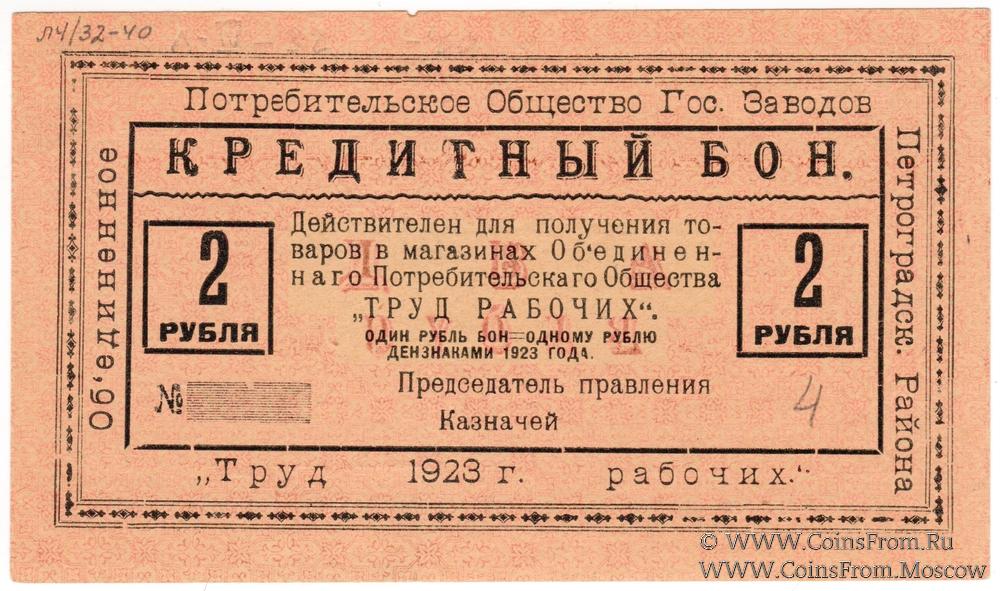 лч/32-40
Потребительское Общество Гос. Заводов
Об'единенное
Петроградск. Района
КРЕДИТНЫЙ БОН.
2
РУБЛЯ
Действителен для получения то-
варов в магазинах Об'единен-
наго Потребительскаго Общества
„ТРУД РАБОЧИХ“.
ОДИН РУБЛЬ БОН=ОДНОМУ РУБЛЮ
ДЕНЗНАКАМИ 1923 ГОДА.
2
РУБЛЯ
№
Председатель правления
Казначей
4
„Труд 1923 г. рабочих.“
© WWW.CoinsFrom.Ru
WWW.CoinsFrom.Moscow